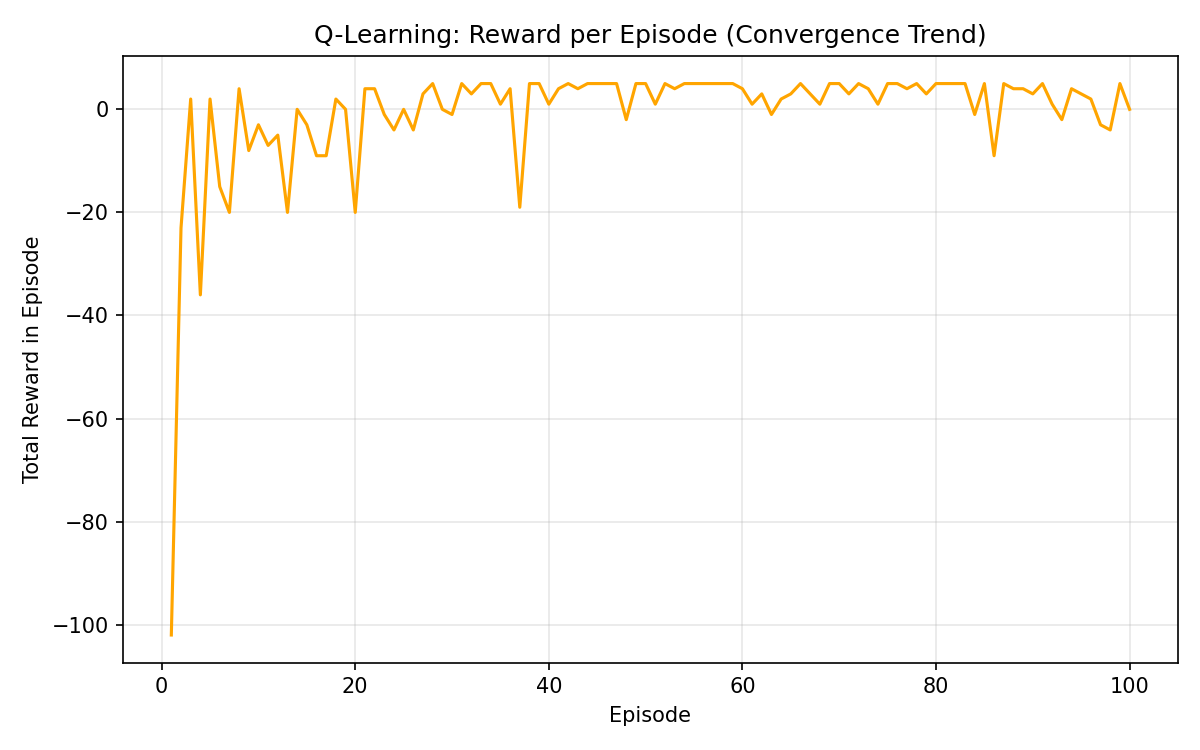 Q-Learning: Reward per Episode (Convergence Trend)
Total Reward in Episode
0
−20
−40
−60
−80
−100
0 20 40 60 80 100
Episode